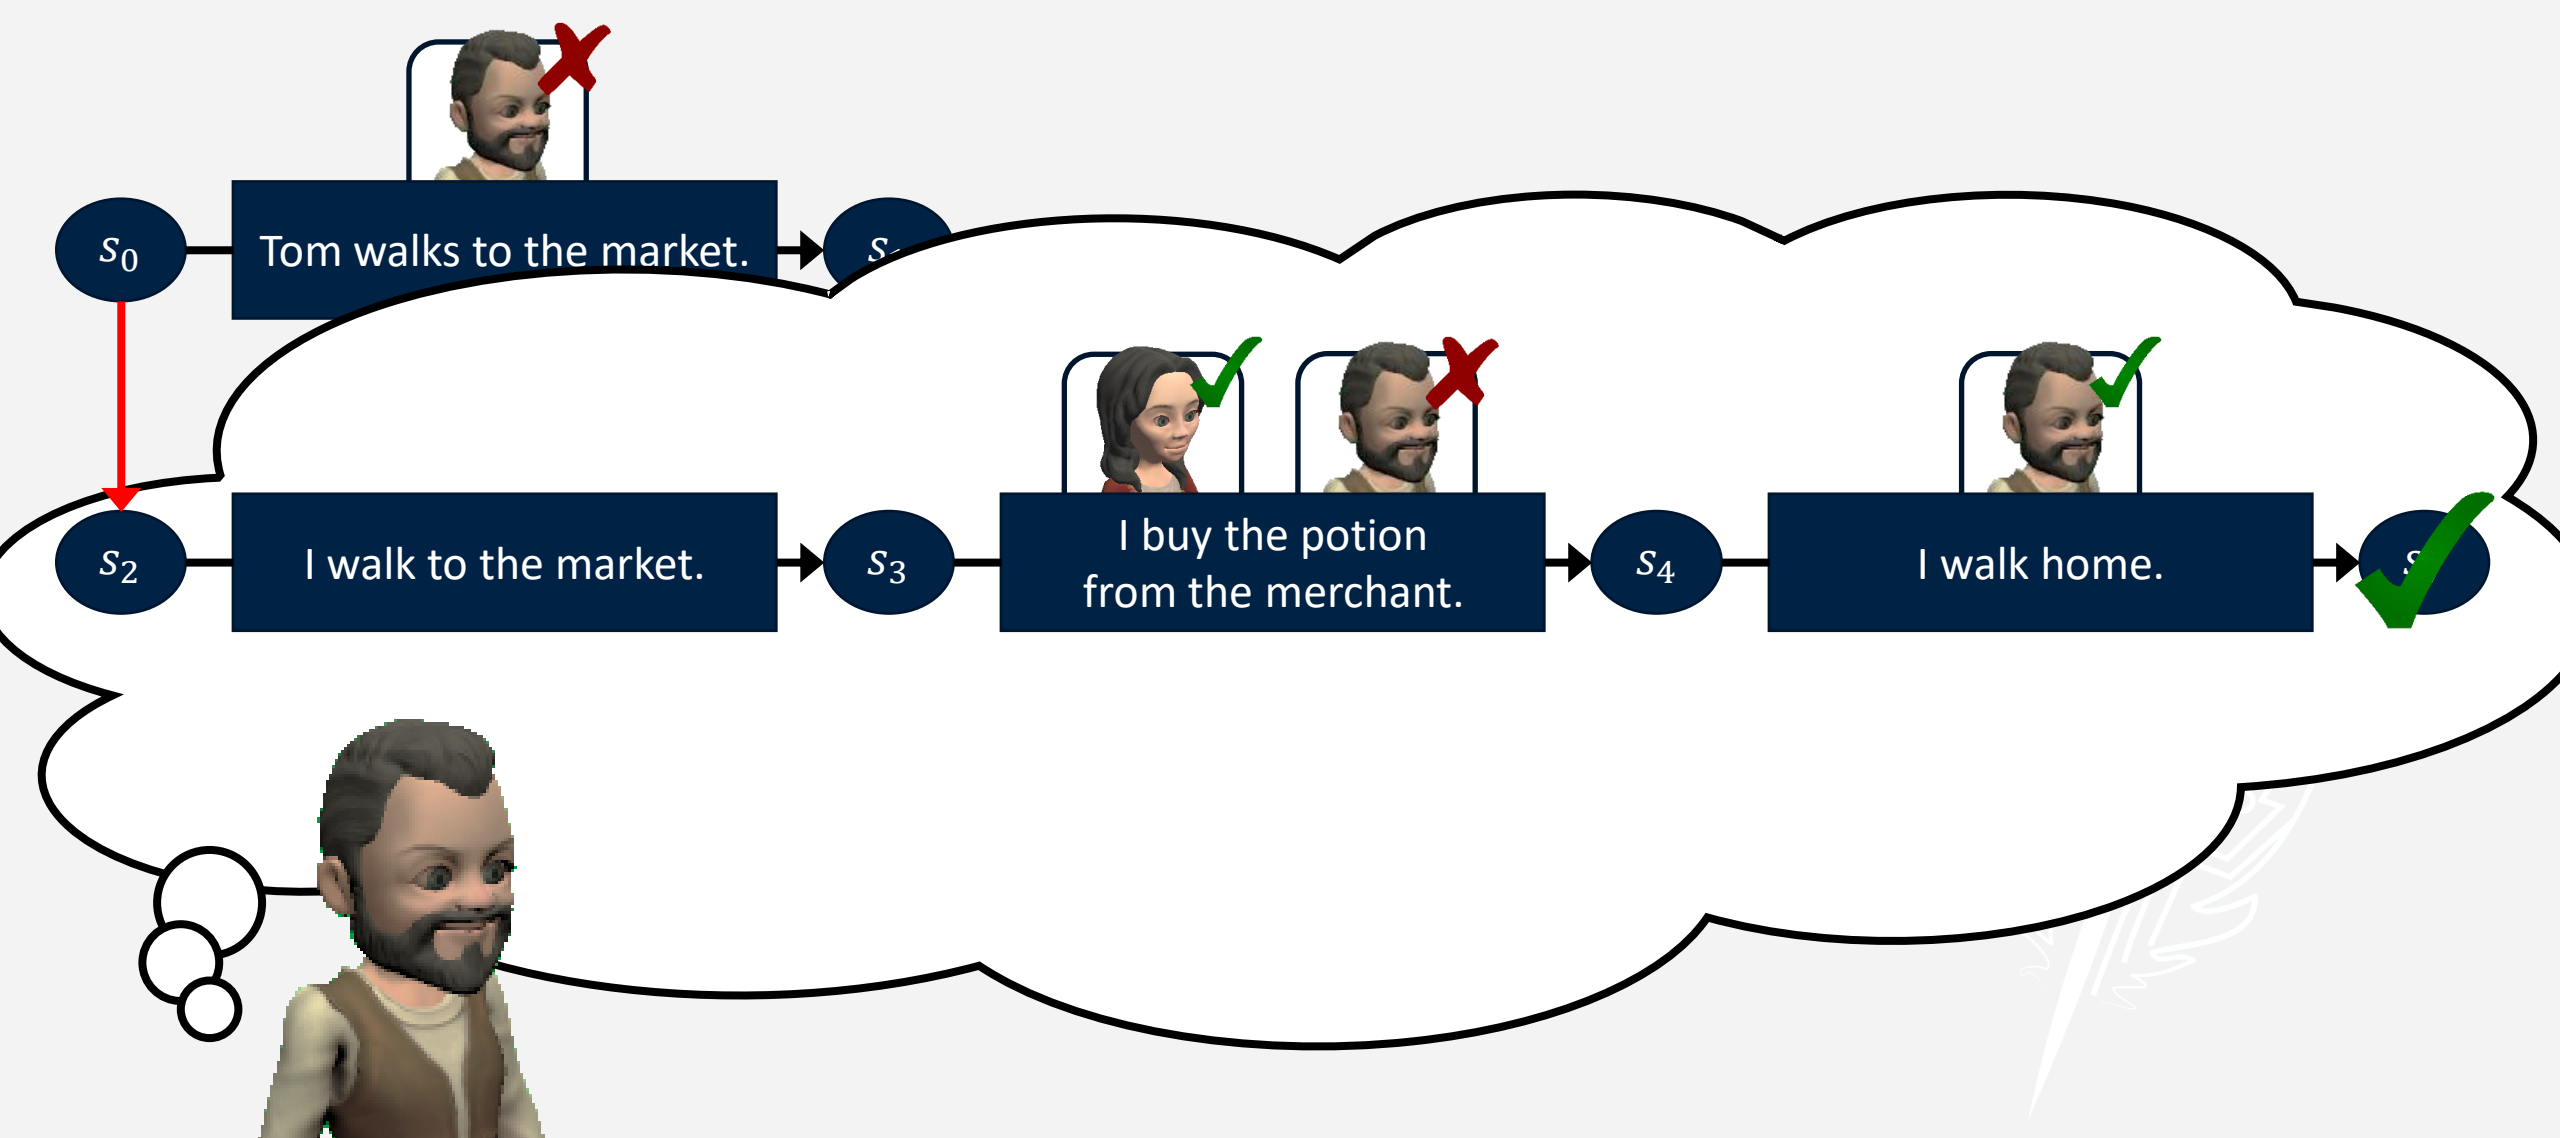 s₀
Tom walks to the market.
s
s₂
I walk to the market.
s₃
I buy the potion
from the merchant.
s₄
I walk home.
s